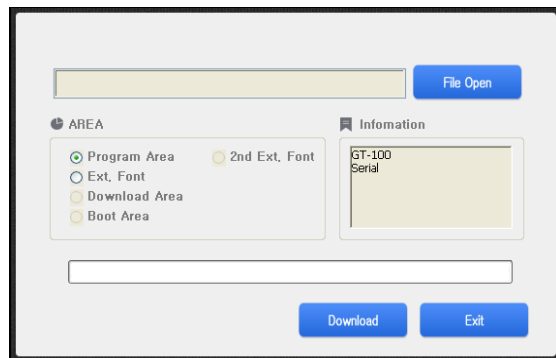 File Open
AREA
Infomation
Program Area
2nd Ext. Font
Ext. Font
Download Area
Boot Area
GT-100
Serial
Download
Exit